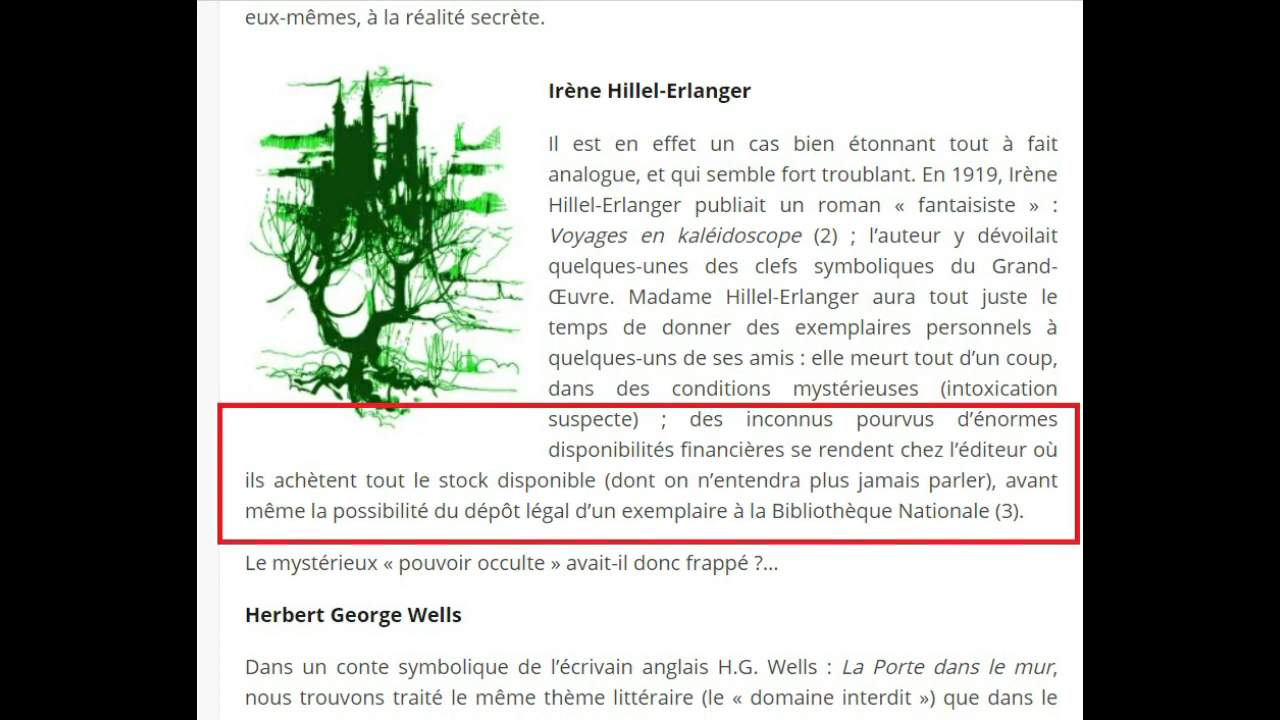 eux-mêmes, à la réalité secrète.
Irène Hillel-Erlanger
Il est en effet un cas bien étonnant tout à fait
analogue, et qui semble fort troublant. En 1919, Irène
Hillel-Erlanger publiait un roman « fantaisiste » :
Voyages en kaléidoscope (2) ; l’auteur y dévoilait
quelques-unes des clefs symboliques du Grand-
Œuvre. Madame Hillel-Erlanger aura tout juste le
temps de donner des exemplaires personnels à
quelques-uns de ses amis : elle meurt tout d’un coup,
dans des conditions mystérieuses (intoxication
suspecte) ; des inconnus pourvus d’énormes
disponibilités financières se rendent chez l’éditeur où
ils achètent tout le stock disponible (dont on n’entendra plus jamais parler), avant
même la possibilité du dépôt légal d’un exemplaire à la Bibliothèque Nationale (3).
Le mystérieux « pouvoir occulte » avait-il donc frappé ?...
Herbert George Wells
Dans un conte symbolique de l’écrivain anglais H.G. Wells : La Porte dans le mur,
nous trouvons traité le même thème littéraire (le « domaine interdit ») que dans le